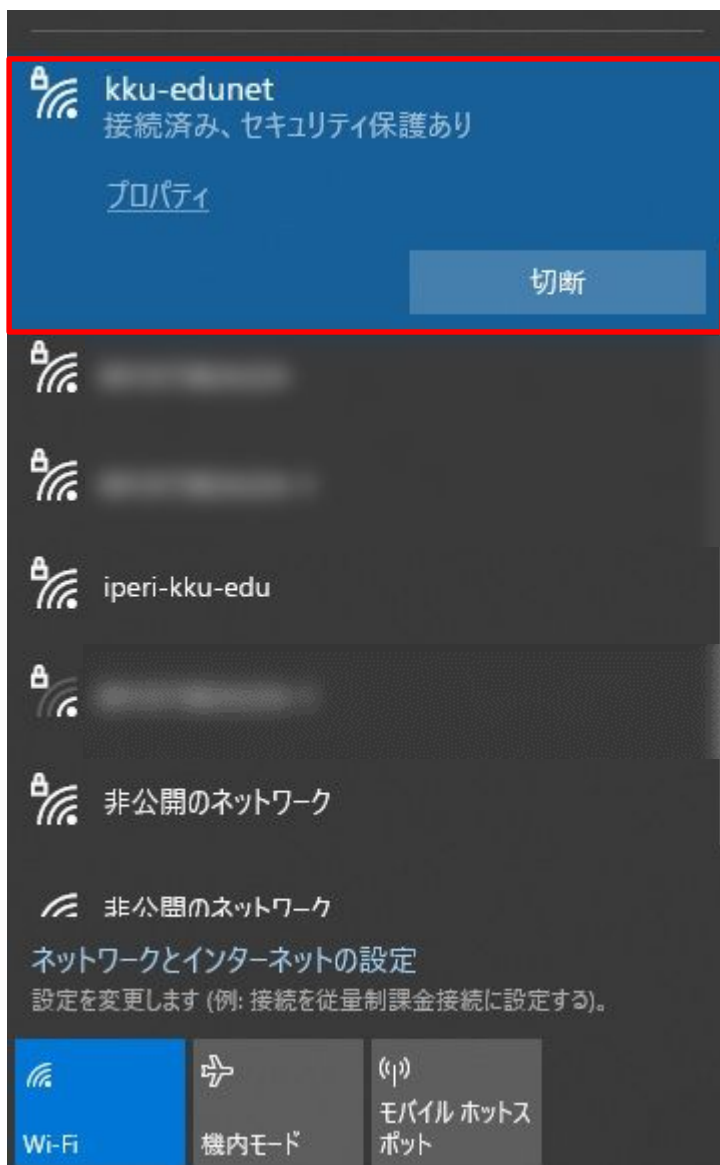 kku-edunet
接続済み、セキュリティ保護あり
プロパティ
切断
iperi-kku-edu
非公開のネットワーク
非公開のネットワーク
ネットワークとインターネットの設定
設定を変更します (例: 接続を従量制課金接続に設定する)。
Wi-Fi
機内モード
モバイル ホットス
ポット